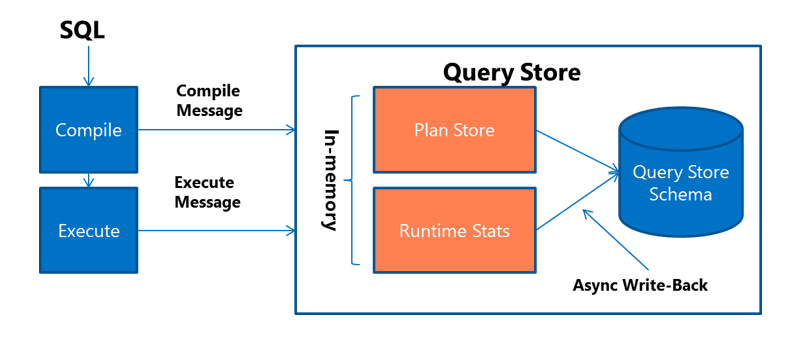 SQL
Query Store
Compile
Message
Compile
Plan Store
In-memory
Query Store
Schema
Execute
Message
Execute
Runtime Stats
Async Write-Back